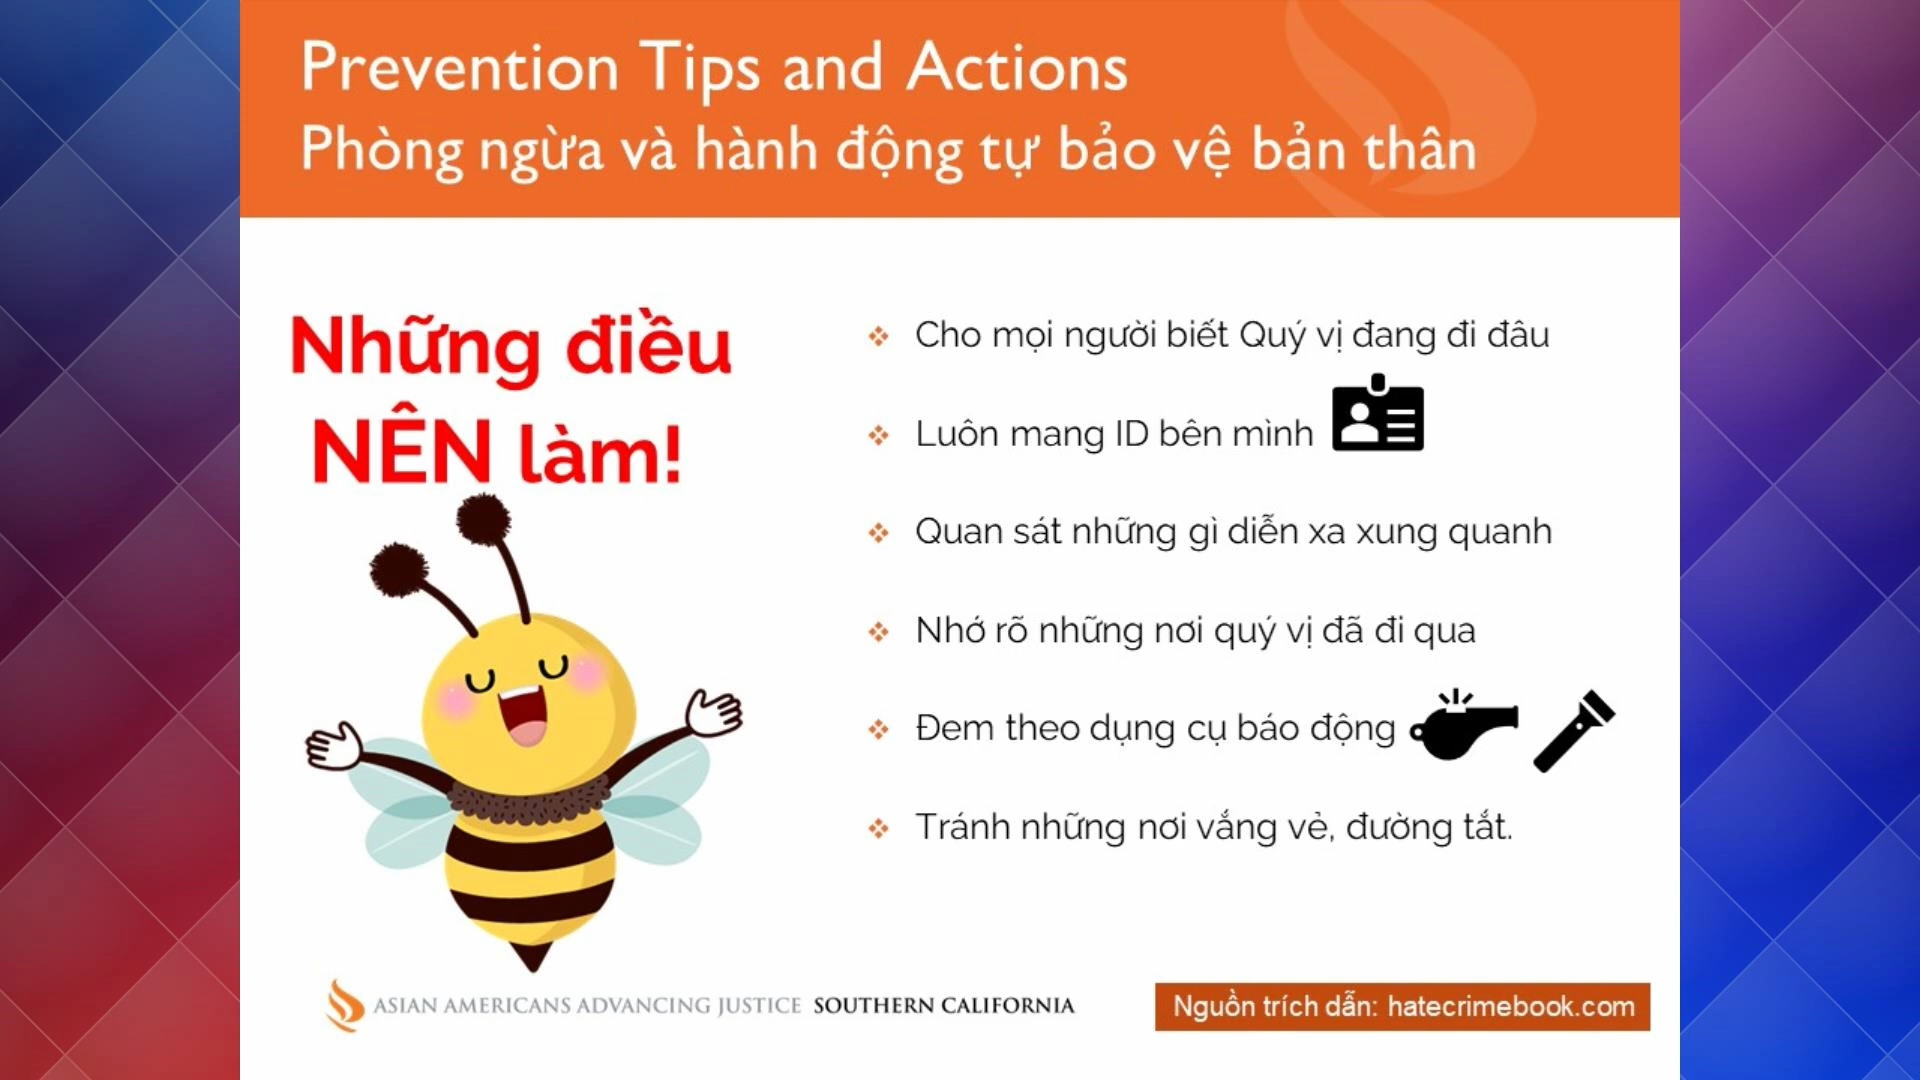 Prevention Tips and Actions
Phòng ngừa và hành động tự bảo vệ bản thân
Những điều
NÊN làm!
Cho mọi người biết Quý vị đang đi đâu
Luôn mang ID bên mình
Quan sát những gì diễn xa xung quanh
Nhớ rõ những nơi quý vị đã đi qua
Đem theo dụng cụ báo động
Tránh những nơi vắng vẻ, đường tắt.
ASIAN AMERICANS ADVANCING JUSTICE SOUTHERN CALIFORNIA
Nguồn trích dẫn: hatecrimebook.com